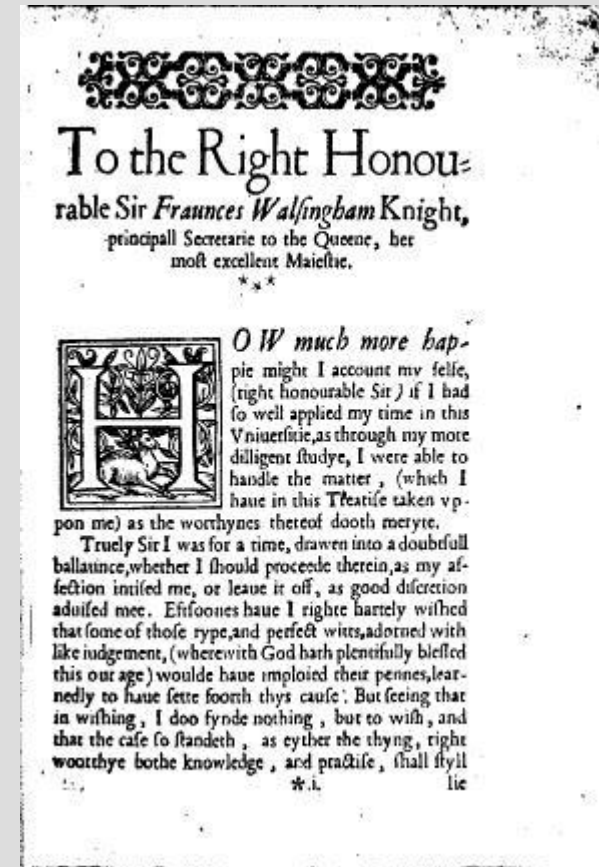 To the Right Honou-
rable Sir Fraunces Walſingham Knight,
principall Secretarie to the Queene, her
moſt excellent Maieſtie.
***
HOW much more hap-
pie might I account my ſelfe,
(right honourable Sir) if I had
ſo well applied my time in this
Vniuerſitie,as through my more
dilligent ſtudye, I were able to
handle the matter , (which I
haue in this Treatiſe taken vp-
pon me) as the worthynes thereof dooth meryte.
Truely Sir I was for a time, drawen into a doubtfull
ballaunce,whether I ſhould proceede therein,as my af-
fection intiſed me, or leaue it off, as good diſcretion
aduiſed mee. Eftſoones haue I righte hartely wiſhed
that ſome of thoſe rype,and perfect witts,adorned with
like iudgement, (wherewith God hath plentifully bleſſed
this our age) woulde haue imploied their pennes,lear-
nedly to haue ſette foorth thys cauſe: But ſeeing that
in wiſhing , I doo fynde nothing , but to wiſh , and
that the caſe ſo ſtandeth , as eyther the thyng, right
woorthye bothe knowledge , and practiſe , ſhall ſtyll
*.i. lie